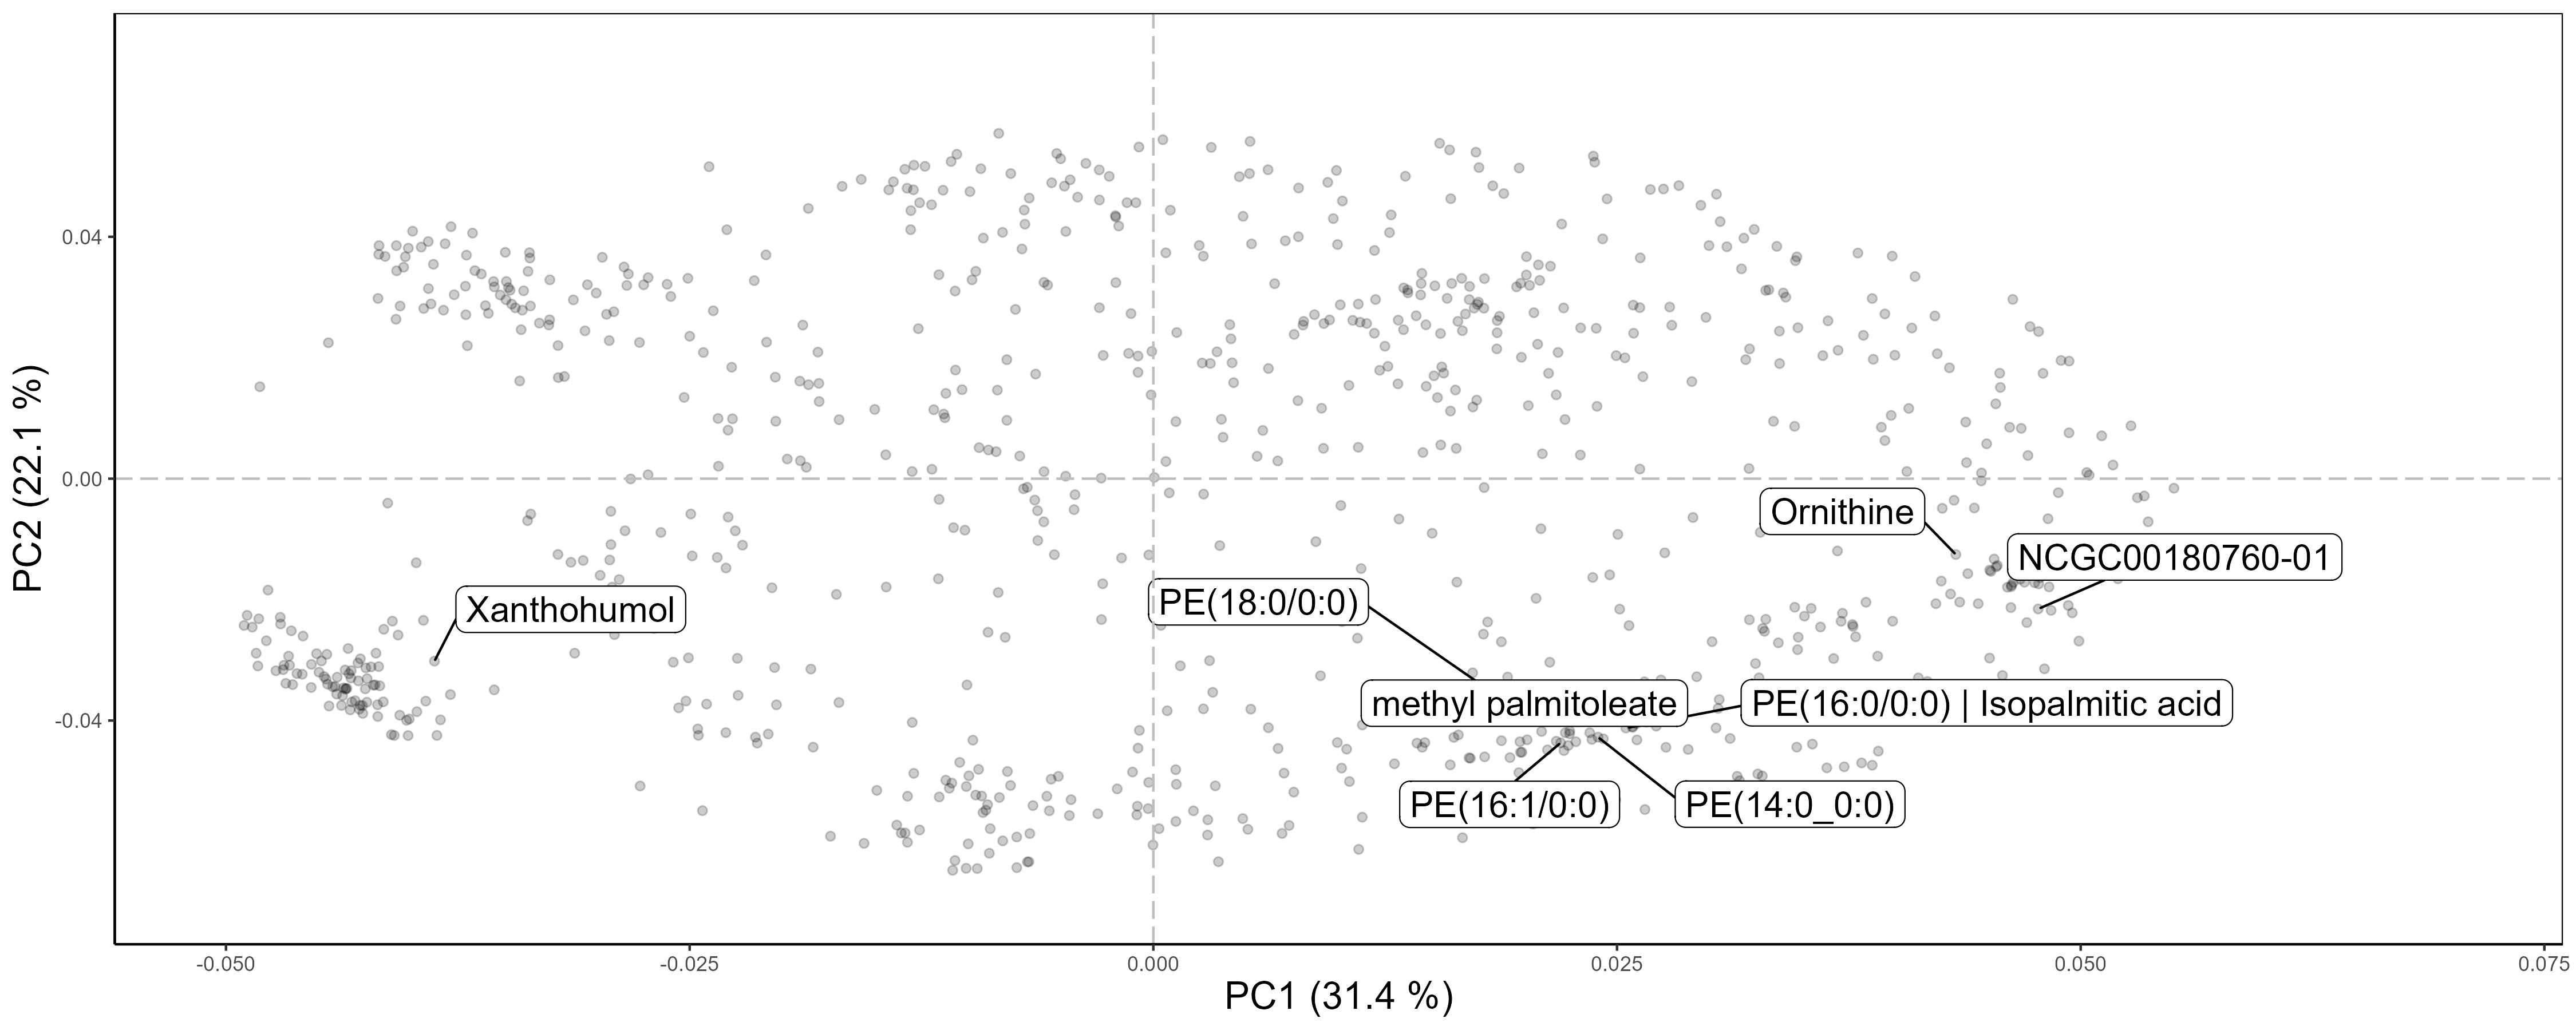 0.04
0.00
-0.04
PC2 (22.1 %)
Ornithine
NCGC00180760-01
Xanthohumol
PE(18:0/0:0)
methyl palmitoleate
PE(16:0/0:0) | Isopalmitic acid
PE(16:1/0:0)
PE(14:0_0:0)
-0.050
-0.025
0.000
0.025
0.050
0.075
PC1 (31.4 %)